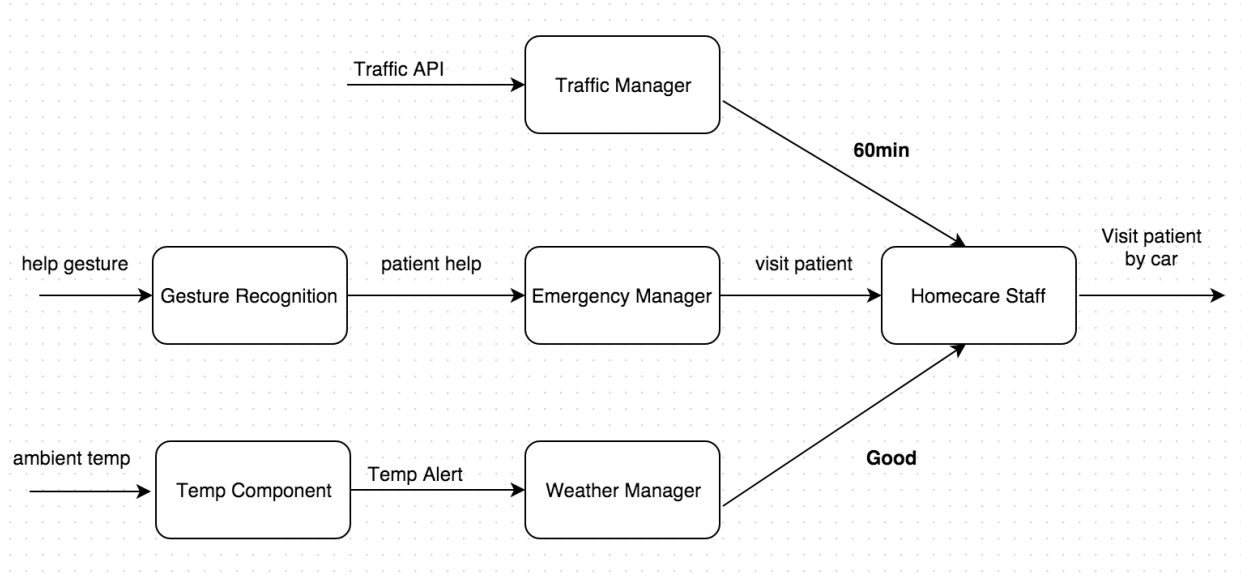 Traffic API
Traffic Manager
60min
help gesture
Gesture Recognition
patient help
Emergency Manager
visit patient
Homecare Staff
Visit patient
by car
ambient temp
Temp Component
Temp Alert
Weather Manager
Good